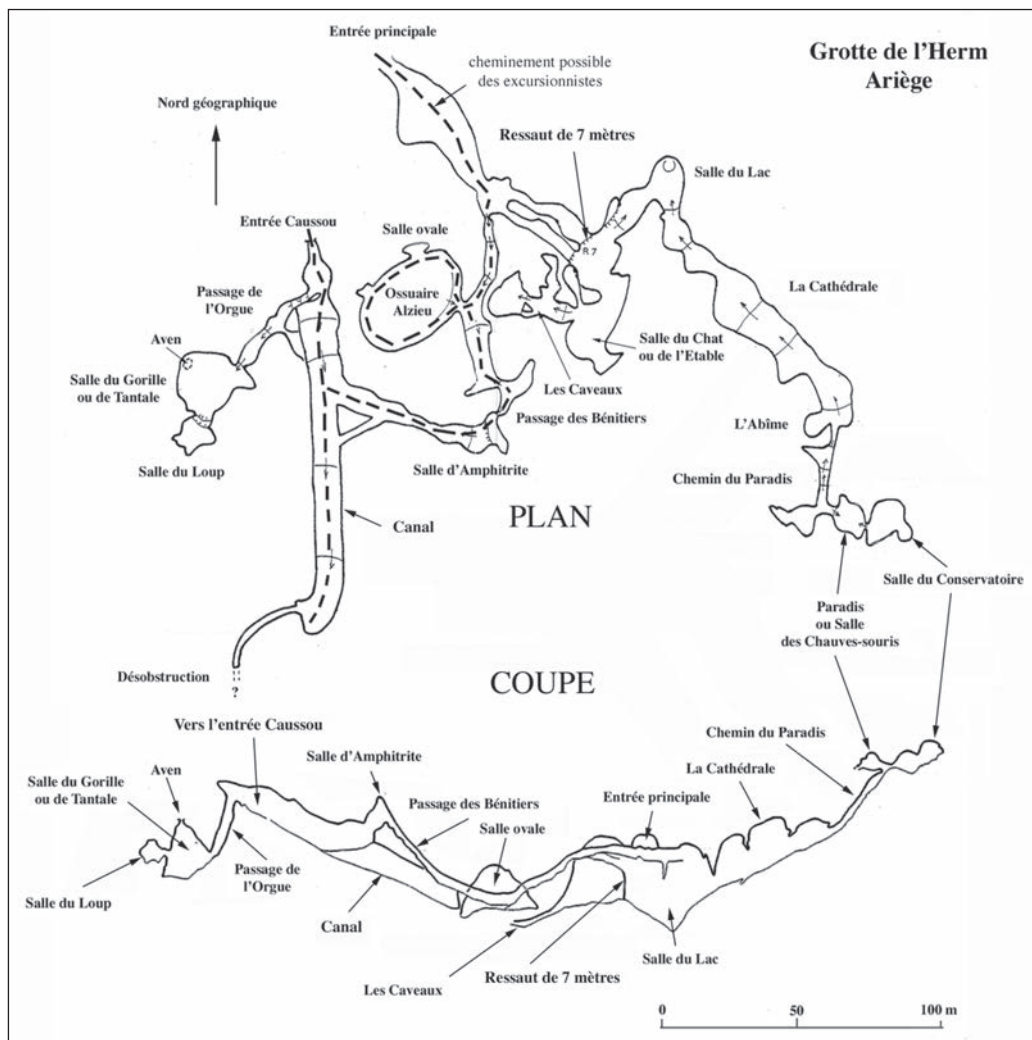 Entrée principale
Grotte de l'Herm
Ariège
cheminement possible
des excursionnistes
Nord géographique
Ressaut de 7 mètres
Salle du Lac
Entrée Caussou
Salle ovale
R 7
Passage de
l'Orgue
Ossuaire
Alzieu
La Cathédrale
Aven
Salle du Chat
ou de l'Etable
Salle du Gorille
ou de Tantale
Les Caveaux
Passage des Bénitiers
L'Abîme
Salle du Loup
Salle d'Amphitrite
Chemin du Paradis
PLAN
Canal
Salle du Conservatoire
Paradis
ou Salle
des Chauves-souris
Désobstruction
?
COUPE
Vers l'entrée Caussou
Chemin du Paradis
Salle d'Amphitrite
Aven
La Cathédrale
Salle du Gorille
ou de Tantale
Passage des Bénitiers
Entrée principale
Salle ovale
Passage de
l'Orgue
Salle du Loup
Canal
Salle du Lac
Les Caveaux
Ressaut de 7 mètres
0 50 100 m